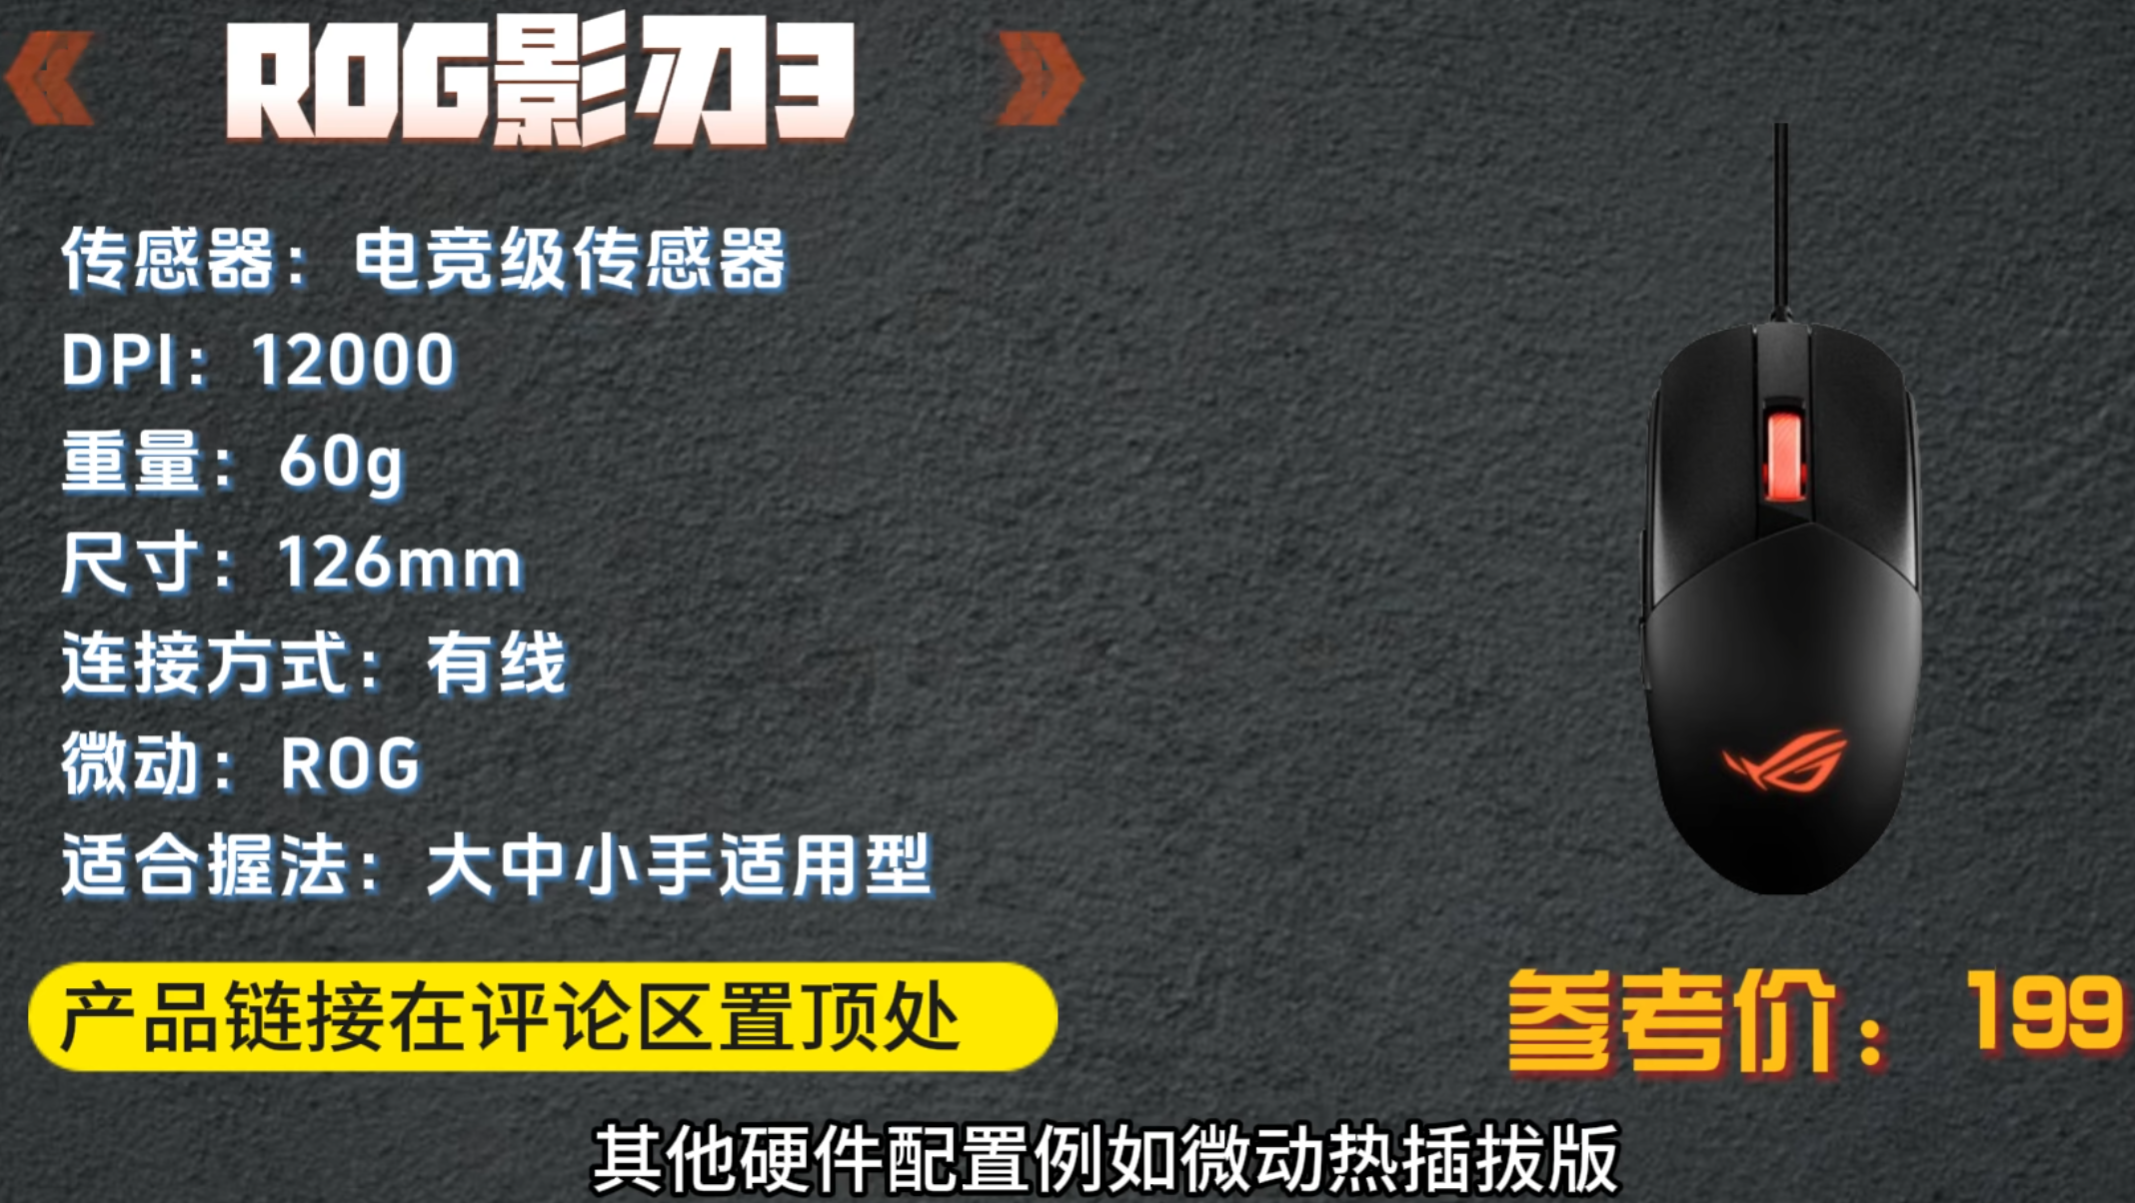 ROG影刃3
传感器：电竞级传感器
DPI：12000
重量：60g
尺寸：126mm
连接方式：有线
微动：ROG
适合握法：大中小手适用型
产品链接在评论区置顶处
参考价：199
其他硬件配置例如微动热插拔版